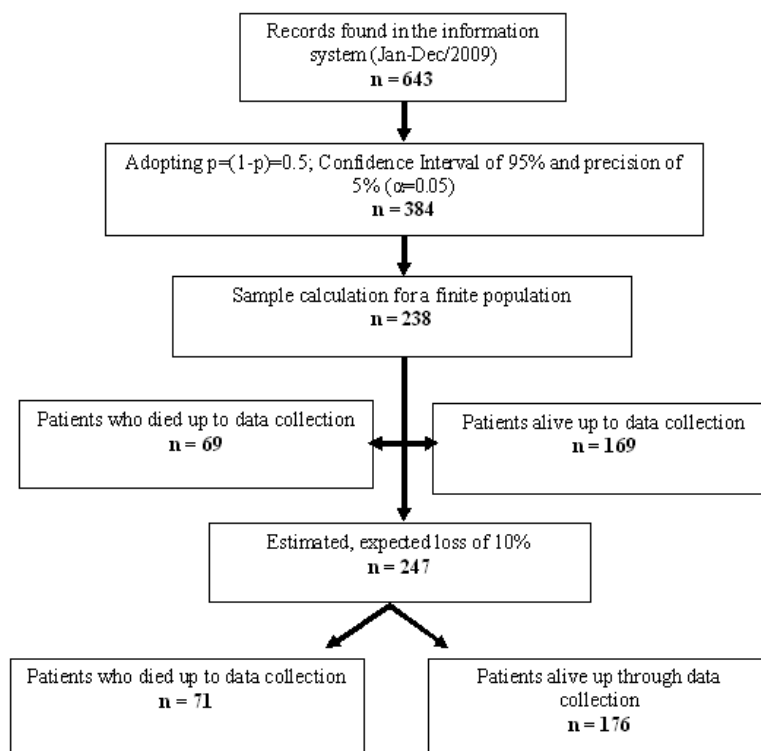 Records found in the information
system (Jan-Dec/2009)
n = 643
Adopting p=(1-p)=0.5; Confidence Interval of 95% and precision of
5% (α=0.05)
n = 384
Sample calculation for a finite population
n = 238
Patients who died up to data collection
n = 69
Patients alive up to data collection
n = 169
Estimated, expected loss of 10%
n = 247
Patients who died up to data collection
n = 71
Patients alive up through data
collection
n = 176